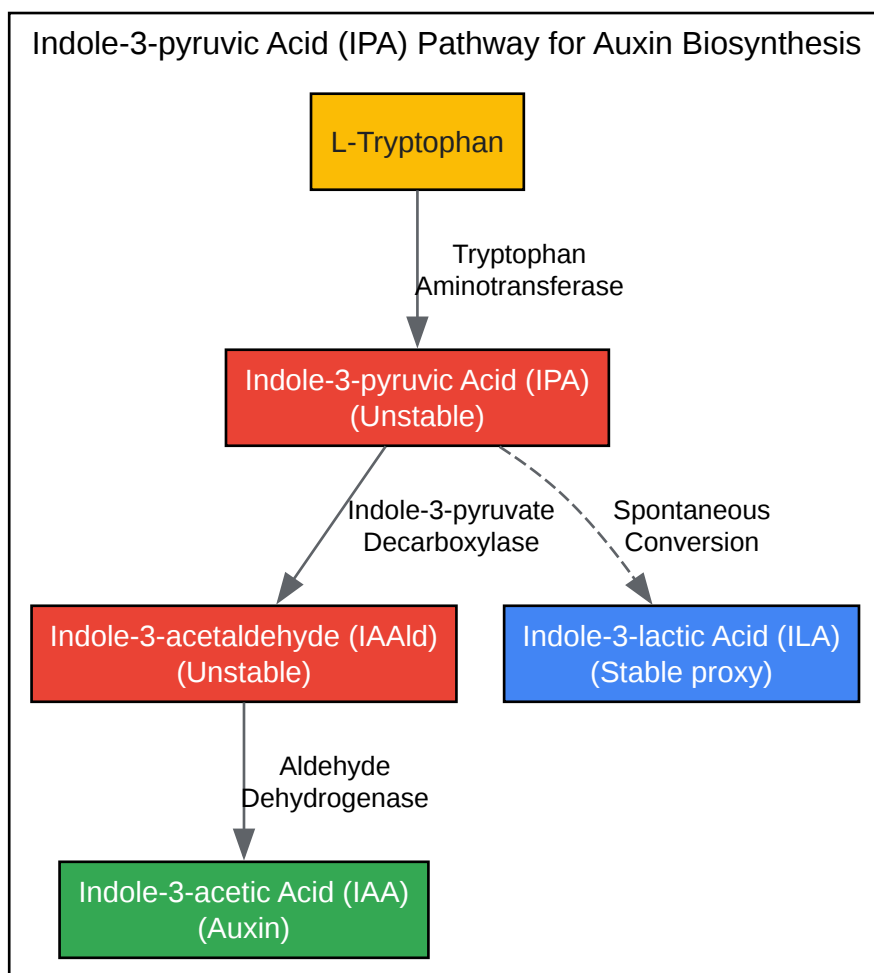 Indole-3-pyruvic Acid (IPA) Pathway for Auxin Biosynthesis
L-Tryptophan
Tryptophan
Aminotransferase
Indole-3-pyruvic Acid (IPA)
(Unstable)
Indole-3-pyruvate
Decarboxylase
Spontaneous
Conversion
Indole-3-acetaldehyde (IAAld)
(Unstable)
Indole-3-lactic Acid (ILA)
(Stable proxy)
Aldehyde
Dehydrogenase
Indole-3-acetic Acid (IAA)
(Auxin)